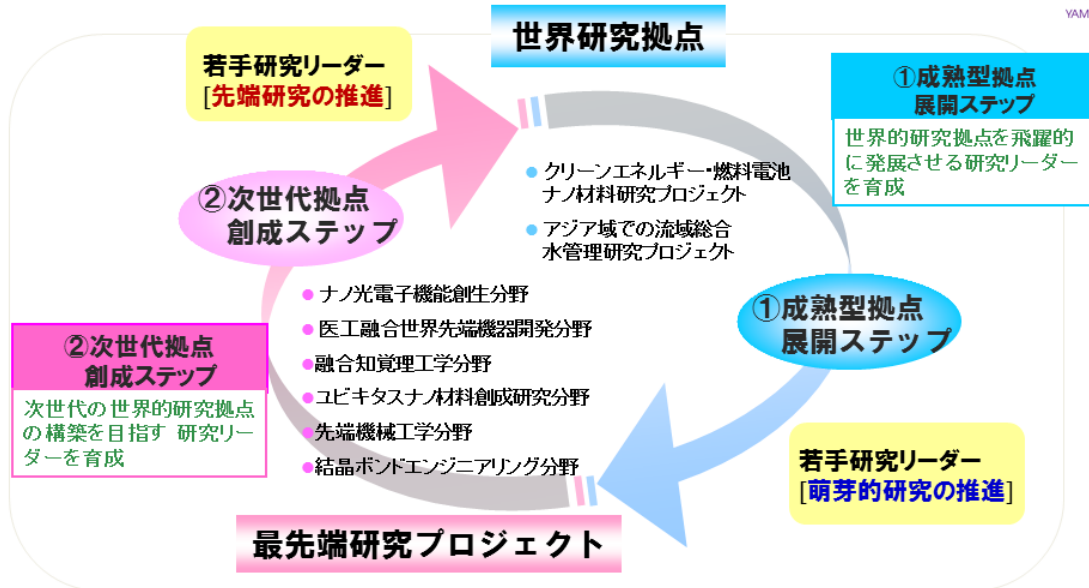 YAM
世界研究拠点
若手研究リーダー
[先端研究の推進]
①成熟型拠点
展開ステップ
世界的研究拠点を飛躍的
に発展させる研究リーダー
を育成
クリーンエネルギー・燃料電池
ナノ材料研究プロジェクト
アジア域での流域総合
水管理研究プロジェクト
②次世代拠点
創成ステップ
ナノ光電子機能創生分野
医工融合世界先端機器開発分野
融合知覚理工学分野
ユビキタスナノ材料創成研究分野
先端機械工学分野
結晶ボンドエンジニアリング分野
①成熟型拠点
展開ステップ
②次世代拠点
創成ステップ
次世代の世界的研究拠点
の構築を目指す 研究リー
ダーを育成
若手研究リーダー
[萌芽的研究の推進]
最先端研究プロジェクト